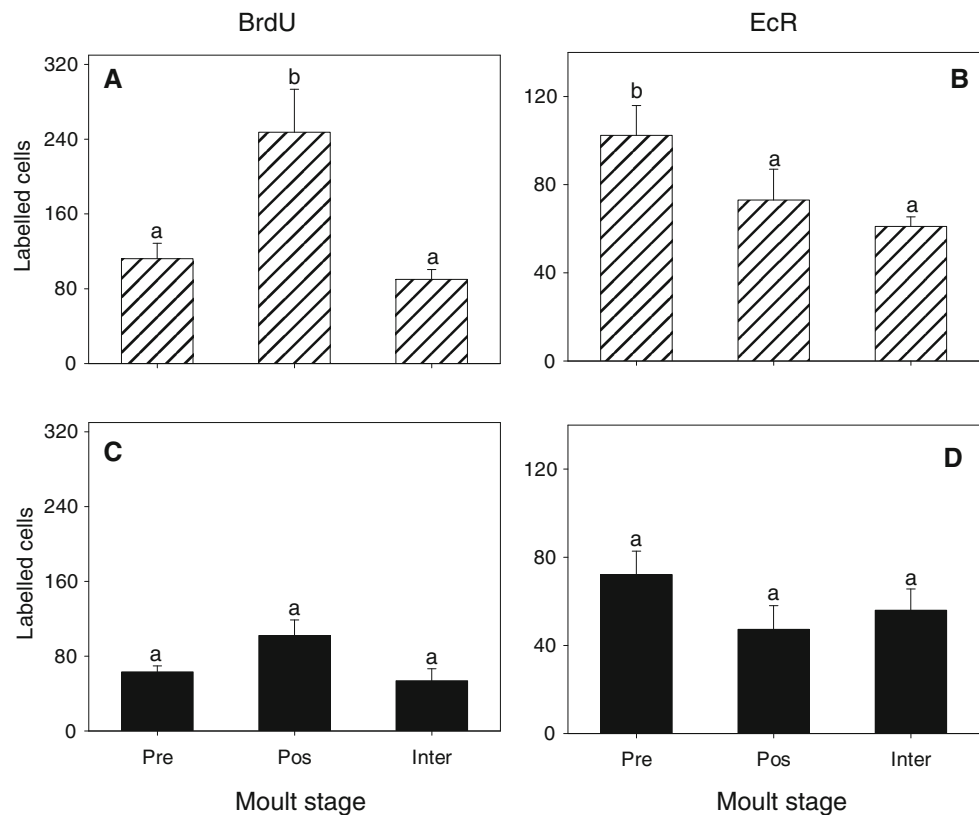 BrdU
EcR
A
Labelled cells
320
240
160
80
0
a
b
a
B
120
80
40
0
b
a
a
C
Labelled cells
320
240
160
80
0
a
a
a
Pre
Pos
Inter
Moult stage
D
120
80
40
0
a
a
a
Pre
Pos
Inter
Moult stage